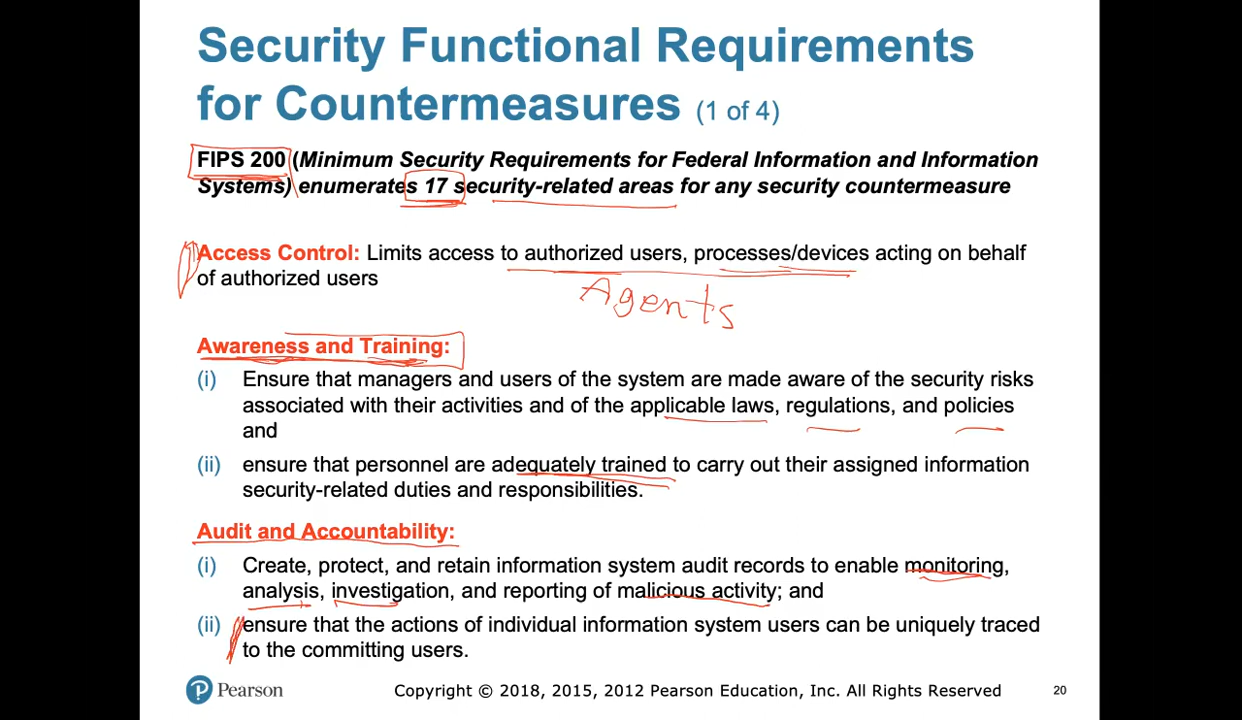 Security Functional Requirements
for Countermeasures (1 of 4)
FIPS 200 (Minimum Security Requirements for Federal Information and Information
Systems) enumerates 17 security-related areas for any security countermeasure
Access Control: Limits access to authorized users, processes/devices acting on behalf
of authorized users
Agents
Awareness and Training:
(i) Ensure that managers and users of the system are made aware of the security risks
associated with their activities and of the applicable laws, regulations, and policies
and
(ii) ensure that personnel are adequately trained to carry out their assigned information
security-related duties and responsibilities.
Audit and Accountability:
(i) Create, protect, and retain information system audit records to enable monitoring,
analysis, investigation, and reporting of malicious activity; and
(ii) ensure that the actions of individual information system users can be uniquely traced
to the committing users.
P Pearson Copyright © 2018, 2015, 2012 Pearson Education, Inc. All Rights Reserved 20